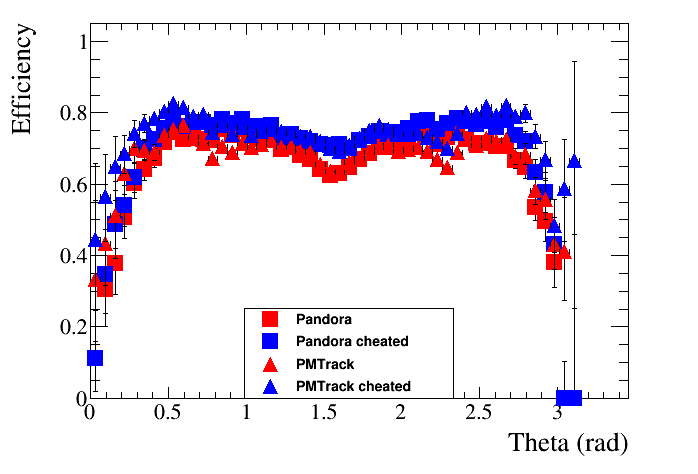 Efficiency
1
0.8
0.6
0.4
0.2
0
Pandora
Pandora cheated
PMTrack
PMTrack cheated
0 0.5 1 1.5 2 2.5 3
Theta (rad)